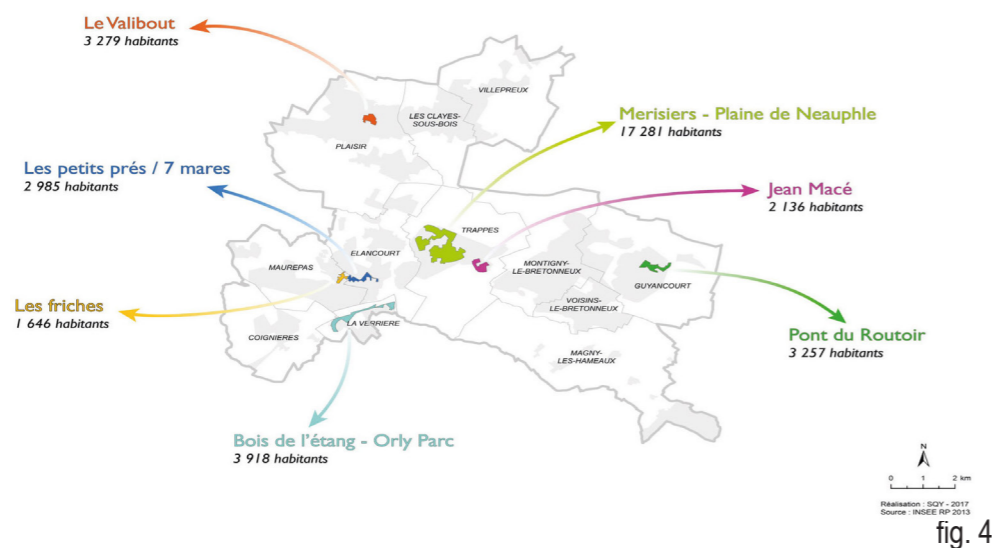 Le Valibout
3 279 habitants
VILLEPREUX
LES CLAYES-
SOUS-BOIS
PLAISIR
Merisiers - Plaine de Neauphle
17 281 habitants
Les petits prés / 7 mares
2 985 habitants
Jean Macé
2 136 habitants
TRAPPES
ELANCOURT
MAUREPAS
MONTIGNY-
LE-BRETONNEUX
GUYANCOURT
VOISINS-
LE-BRETONNEUX
Les friches
1 646 habitants
LA VERRIERE
COIGNIERES
Pont du Routoir
3 257 habitants
MAGNY-
LES-HAMEAUX
Bois de l'étang - Orly Parc
3 918 habitants
N
0 1 2 km
Réalisation : SQY - 2017
Source : INSEE RP 2013
fig. 4